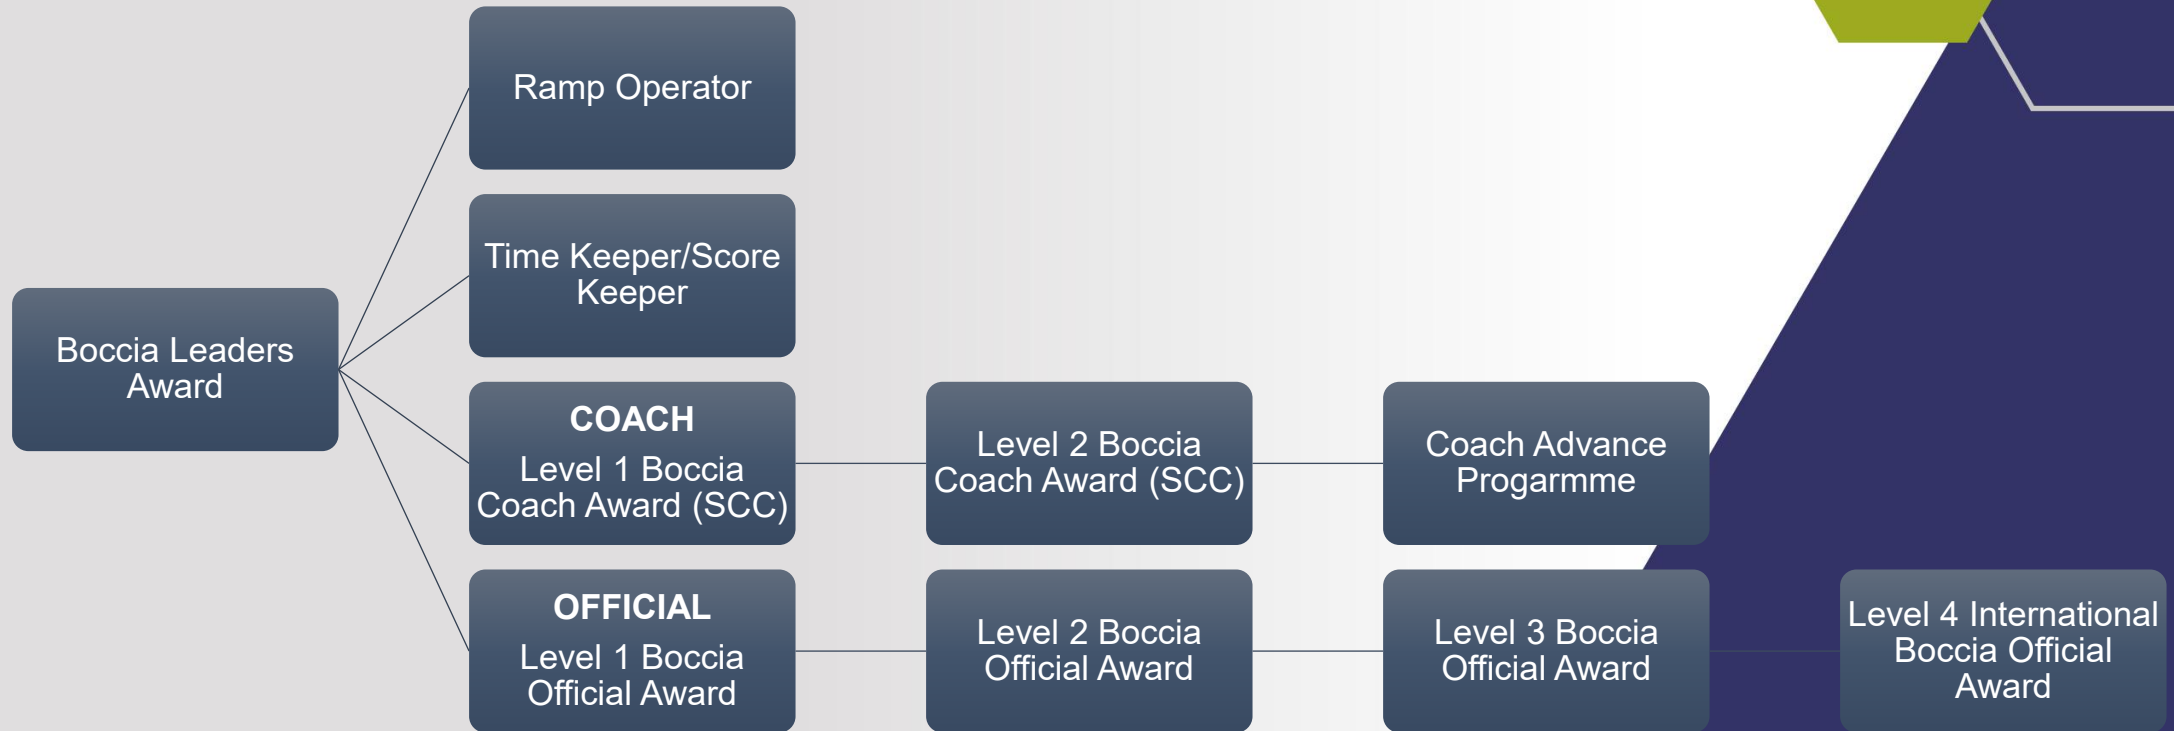 Ramp Operator
Time Keeper/Score
Keeper
Boccia Leaders
Award
COACH
Level 1 Boccia
Coach Award (SCC)
Level 2 Boccia
Coach Award (SCC)
Coach Advance
Progarmme
OFFICIAL
Level 1 Boccia
Official Award
Level 2 Boccia
Official Award
Level 3 Boccia
Official Award
Level 4 International
Boccia Official
Award